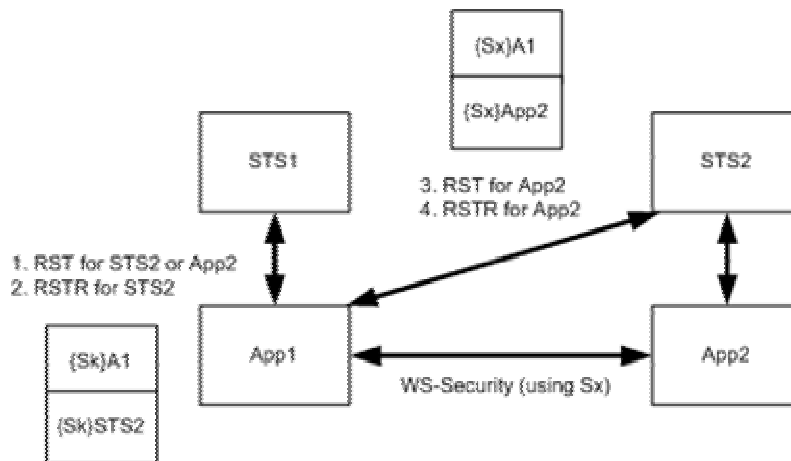 {Sx}A1
{Sx}App2
STS1
STS2
3. RST for App2
4. RSTR for App2
1. RST for STS2 or App2
2. RSTR for STS2
{Sk}A1
{Sk}STS2
App1
App2
WS-Security (using Sx)